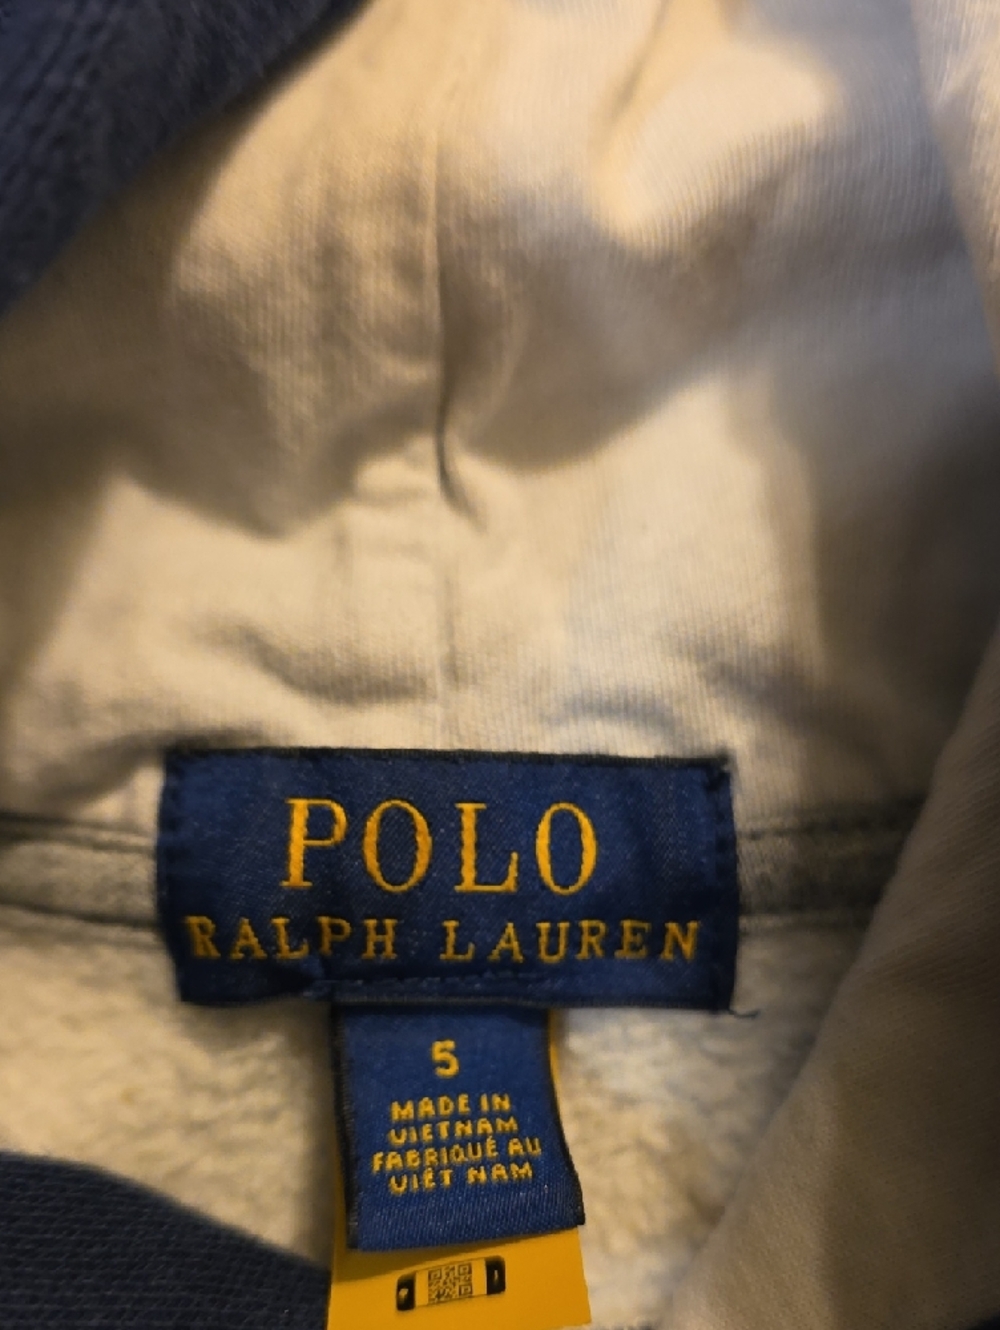 POLO
RALPH LAUREN
5
MADE IN
VIETNAM
FABRIQUÉ AU
VIÊT NAM